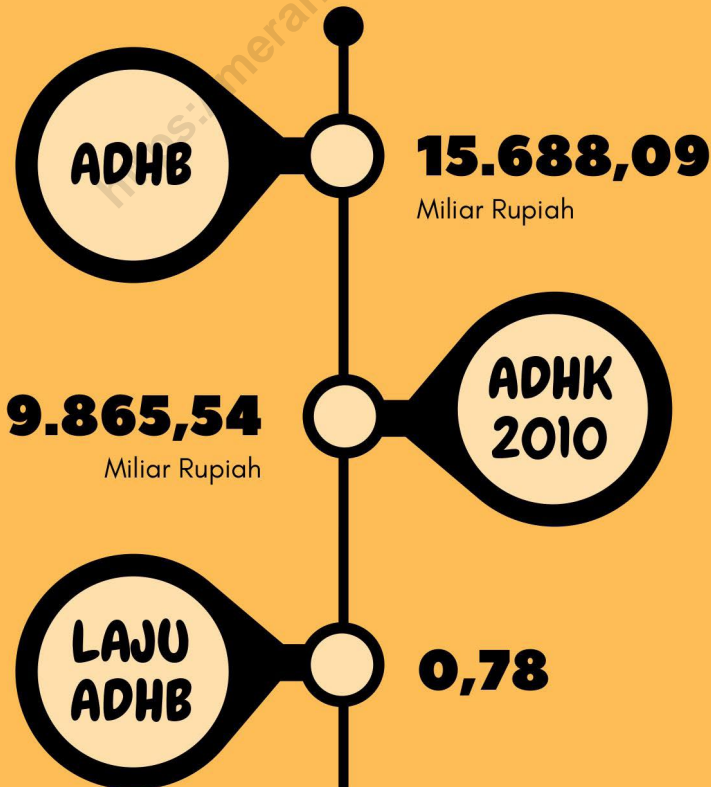 ADHB
15.688,09
Miliar Rupiah
ADHK
2010
9.865,54
Miliar Rupiah
LAJU
ADHB
0,78